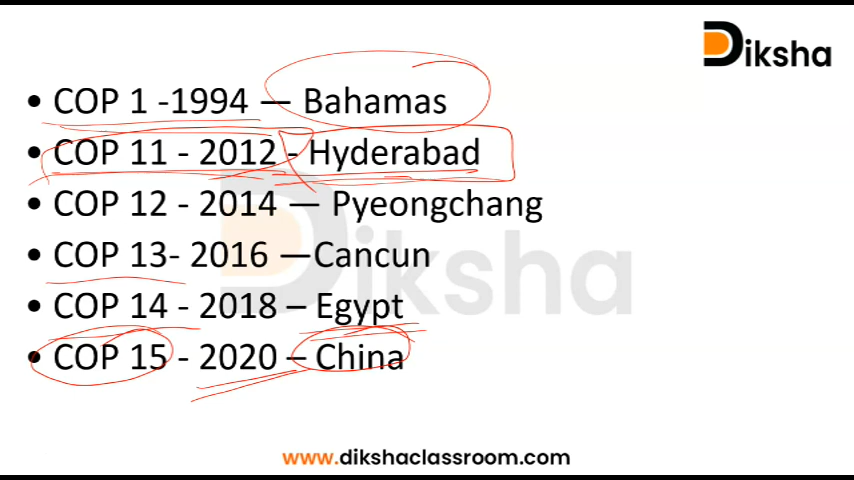 Diksha
• COP 1 -1994 — Bahamas
• COP 11 - 2012 - Hyderabad
• COP 12 - 2014 — Pyeongchang
• COP 13- 2016 —Cancun
• COP 14 - 2018 – Egypt
• COP 15 - 2020 – China
Diksha
www.dikshaclassroom.com